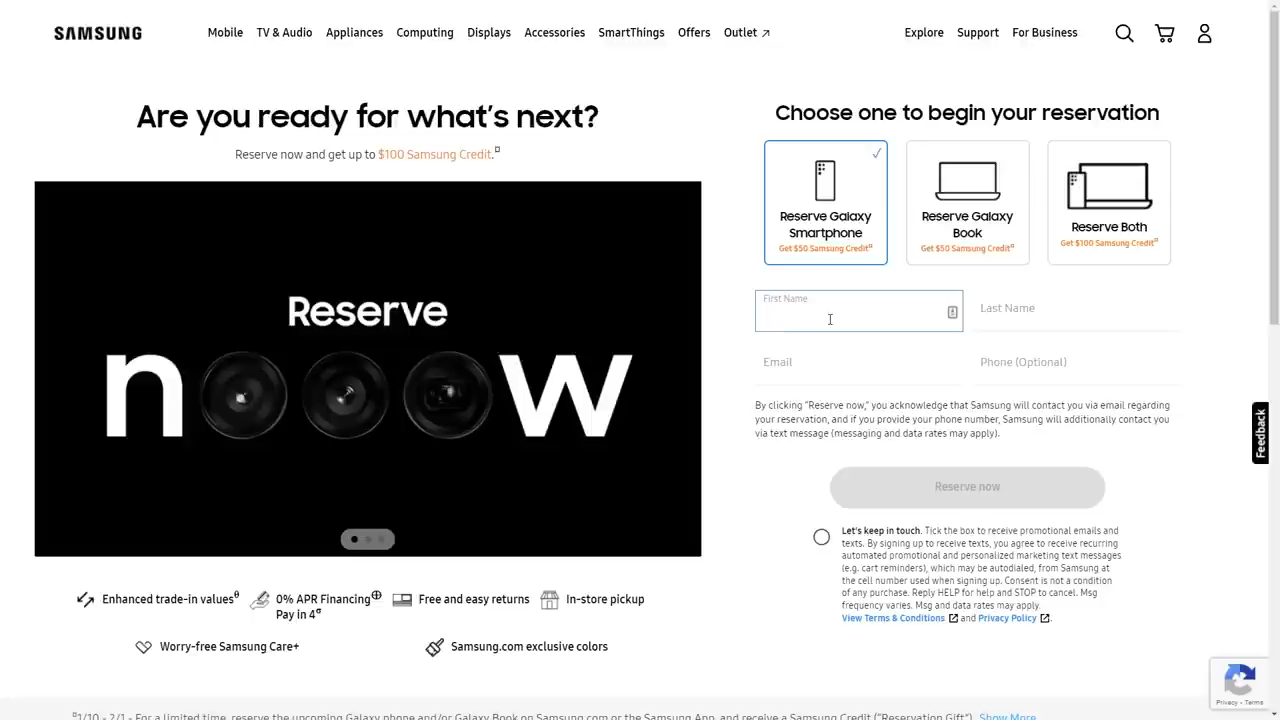 SAMSUNG
Mobile TV & Audio Appliances Computing Displays Accessories SmartThings Offers Outlet ↗
Explore Support For Business
Are you ready for what's next?
Reserve now and get up to $100 Samsung Credit.¤
Reserve
n w
Enhanced trade-in valuesθ
0% APR Financing⊕
Pay in 4σ
Free and easy returns
In-store pickup
Worry-free Samsung Care+
Samsung.com exclusive colors
Choose one to begin your reservation
Reserve Galaxy
Smartphone
Get $50 Samsung Credit¤
Reserve Galaxy
Book
Get $50 Samsung Credit¤
Reserve Both
Get $100 Samsung Credit¤
First Name
Last Name
Email
Phone (Optional)
By clicking "Reserve now," you acknowledge that Samsung will contact you via email regarding
your reservation, and if you provide your phone number, Samsung will additionally contact you
via text message (messaging and data rates may apply).
Reserve now
Let's keep in touch. Tick the box to receive promotional emails and
texts. By signing up to receive texts, you agree to receive recurring
automated promotional and personalized marketing text messages
(e.g. cart reminders), which may be autodialed, from Samsung at
the cell number used when signing up. Consent is not a condition
of any purchase. Reply HELP for help and STOP to cancel. Msg
frequency varies. Msg and data rates may apply.
View Terms & Conditions and Privacy Policy.
Feedback
Privacy - Terms
¤1/10 - 2/1 - For a limited time, reserve the upcoming Galaxy phone and/or Galaxy Book on Samsung.com or the Samsung App, and receive a Samsung Credit ("Reservation Gift"). Show More